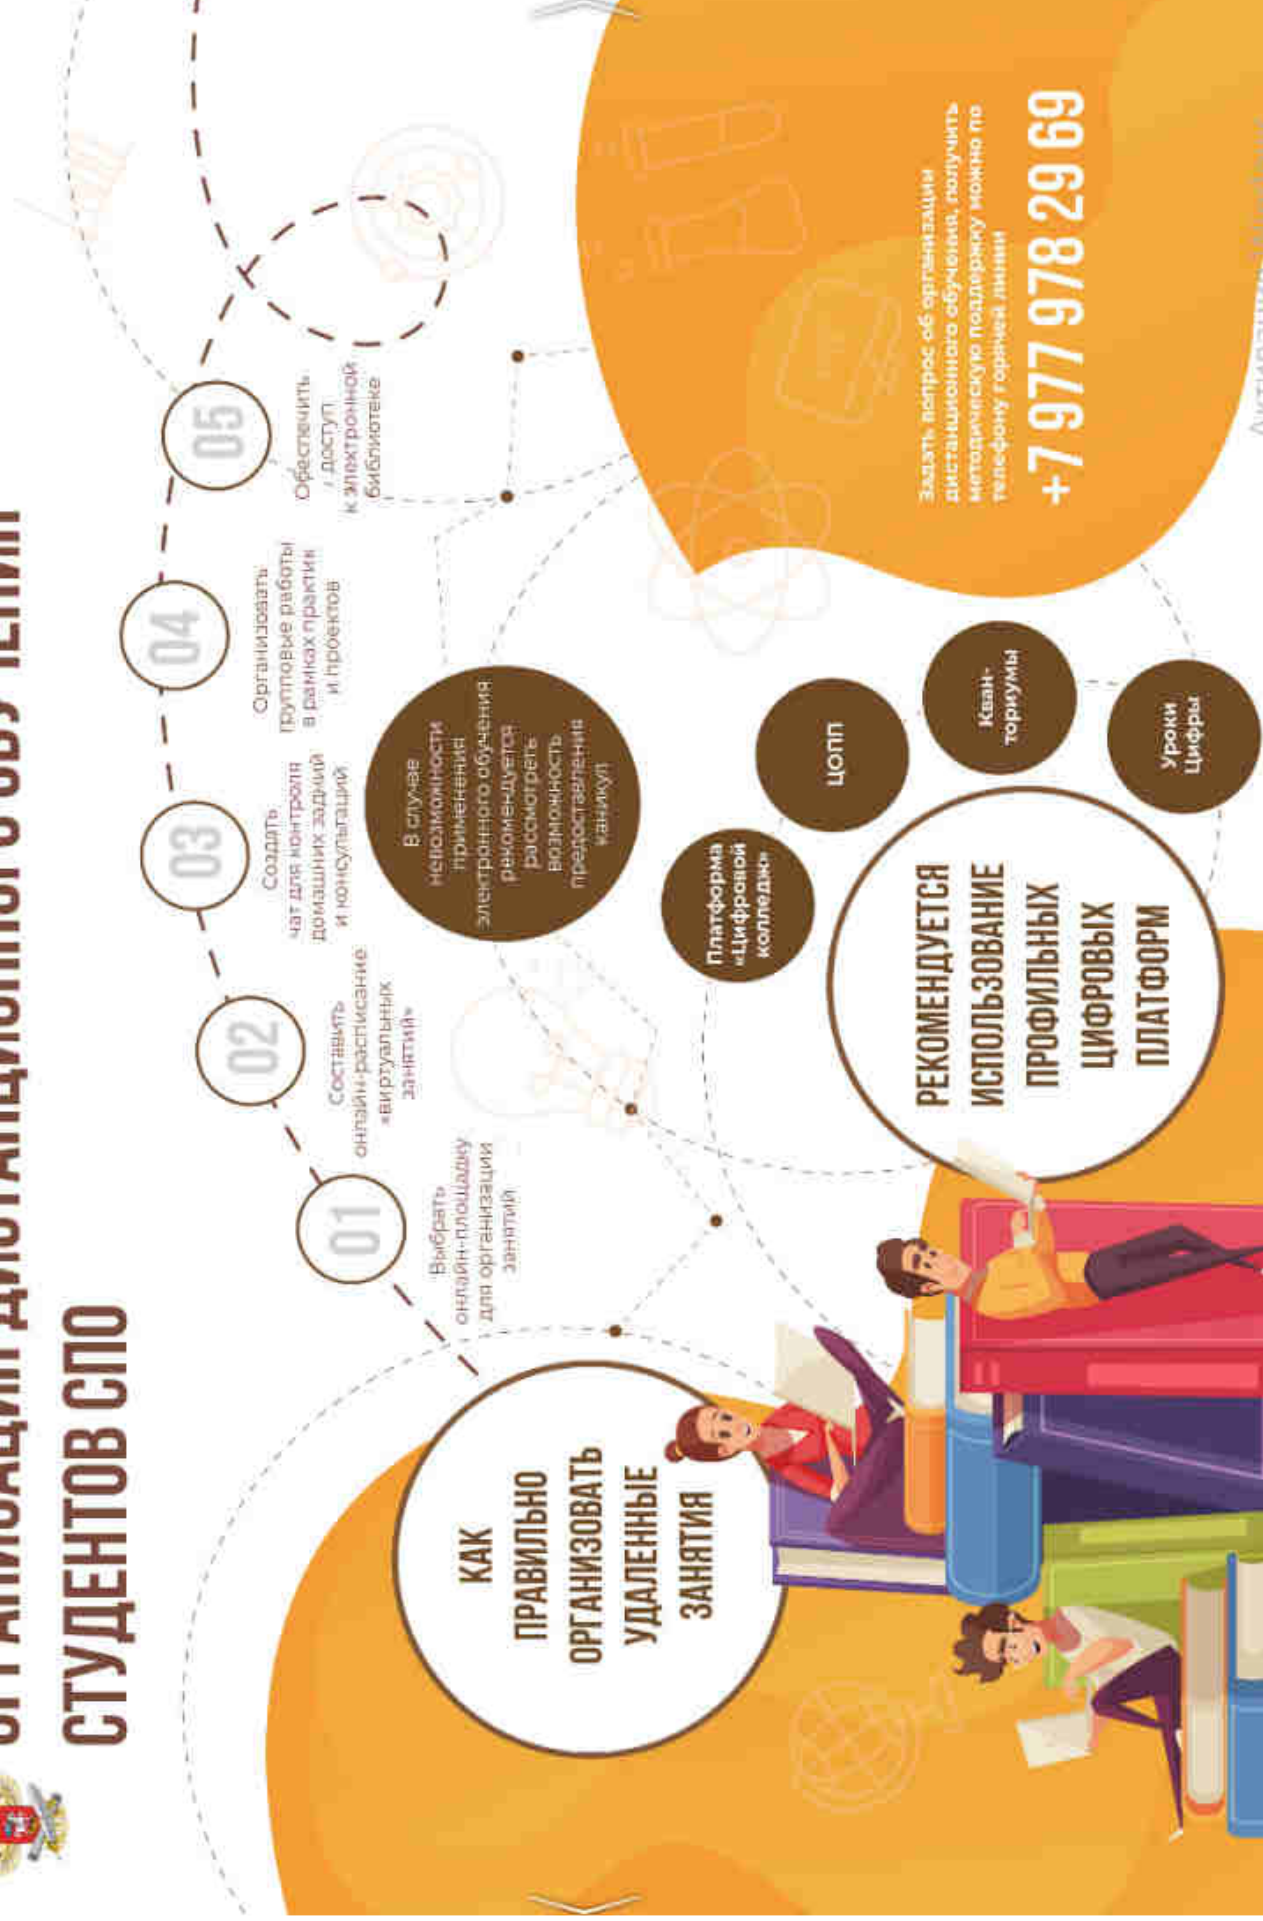 ОРГАНИЗАЦИЯ ДИСТАНЦИОННОГО ОБУЧЕНИЯ
СТУДЕНТОВ СПО
КАК
ПРАВИЛЬНО
ОРГАНИЗОВАТЬ
УДАЛЕННЫЕ
ЗАНЯТИЯ
01
Выбрать
онлайн-площадку
для организации
занятий
02
Составить
онлайн-расписание
«виртуальных
занятий»
03
Создать
чат для контроля
домашних задний
и консультаций
04
Организовать
групповые работы
в рамках практик
и проектов
05
Обеспечить
доступ
к электронной
библиотеке
В случае
невозможности
применения
электронного обучения
рекомендуется
рассмотреть
возможность
предоставления
каникул
РЕКОМЕНДУЕТСЯ
ИСПОЛЬЗОВАНИЕ
ПРОФИЛЬНЫХ
ЦИФРОВЫХ
ПЛАТФОРМ
Платформа
«Цифровой
колледж»
ЦОПП
Кван-
ториумы
Уроки
Цифры
Задать вопрос об организации
дистанционного обучения, получить
методическую поддержку можно по
телефону горячей линии
+7 977 978 29 69